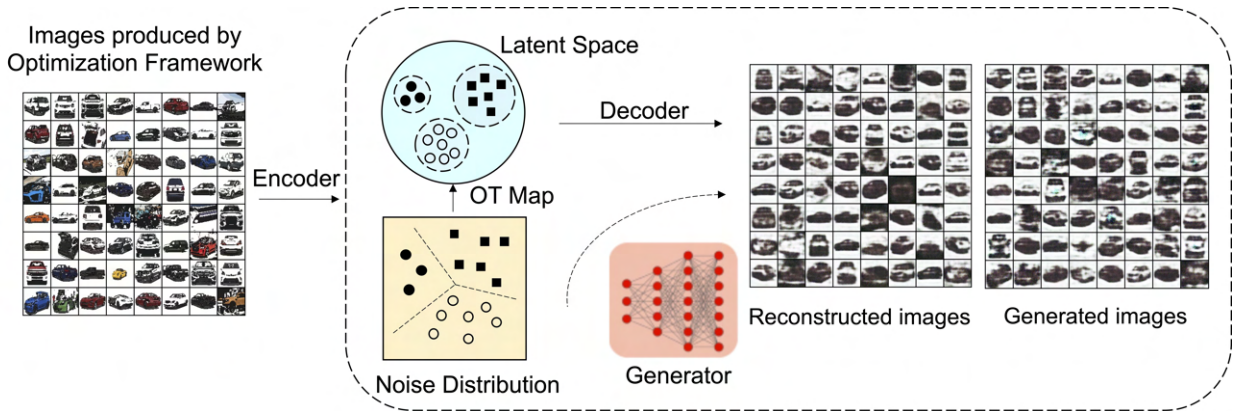 Images produced by
Optimization Framework
Encoder
Latent Space
OT Map
Noise Distribution
Decoder
Generator
Reconstructed images
Generated images